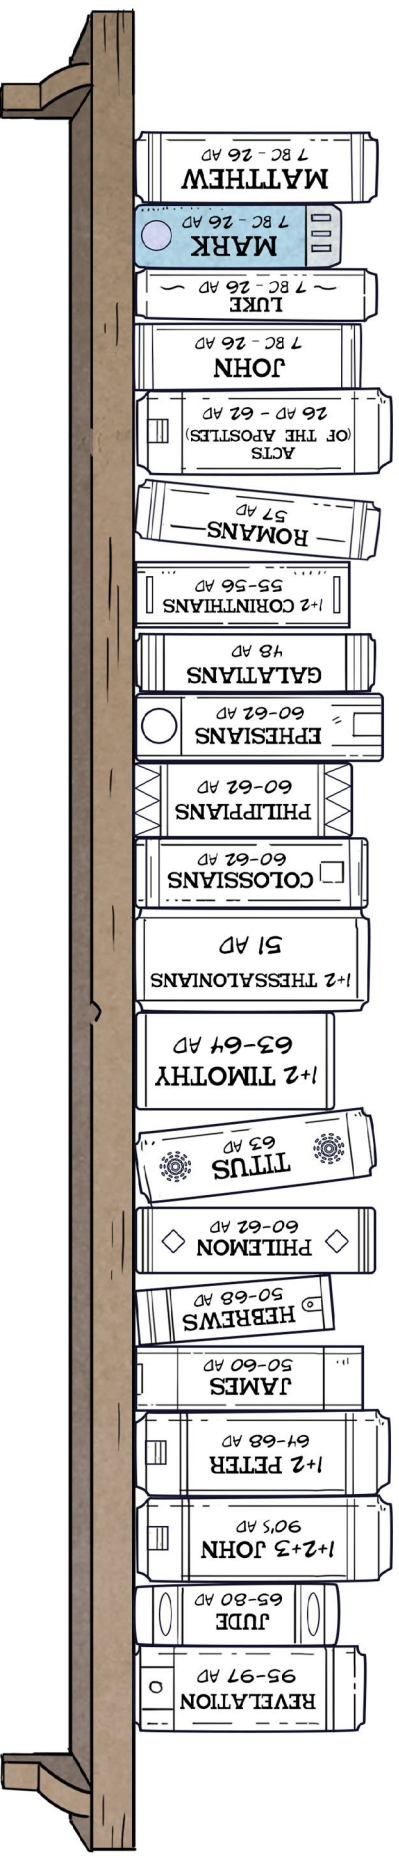 MATTHEW
7 BC - 26 AD
MARK
7 BC - 26 AD
LUKE
7 BC - 26 AD
JOHN
7 BC - 26 AD
ACTS
(OF THE APOSTLES)
26 AD - 62 AD
ROMANS
57 AD
1+2 CORINTHIANS
55-56 AD
GALATIANS
48 AD
EPHESIANS
60-62 AD
PHILIPPIANS
60-62 AD
COLOSSIANS
60-62 AD
1+2 THESSALONIANS
51 AD
1+2 TIMOTHY
63-64 AD
TITUS
63 AD
PHILEMON
60-62 AD
HEBREWS
50-68 AD
JAMES
50-60 AD
1+2 PETER
64-68 AD
1+2+3 JOHN
90'S AD
JUDE
65-80 AD
REVELATION
95-97 AD